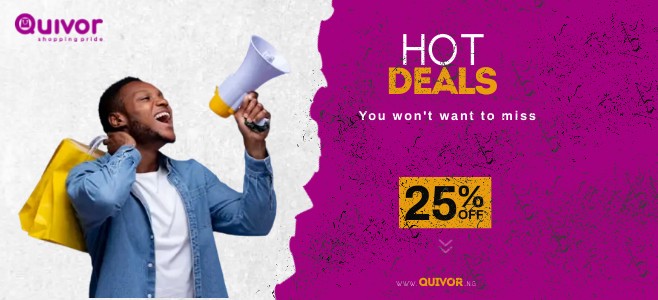 Quivor
shopping pride
HOT
DEALS
You won't want to miss
25% OFF
WWW.QUIVOR.NG